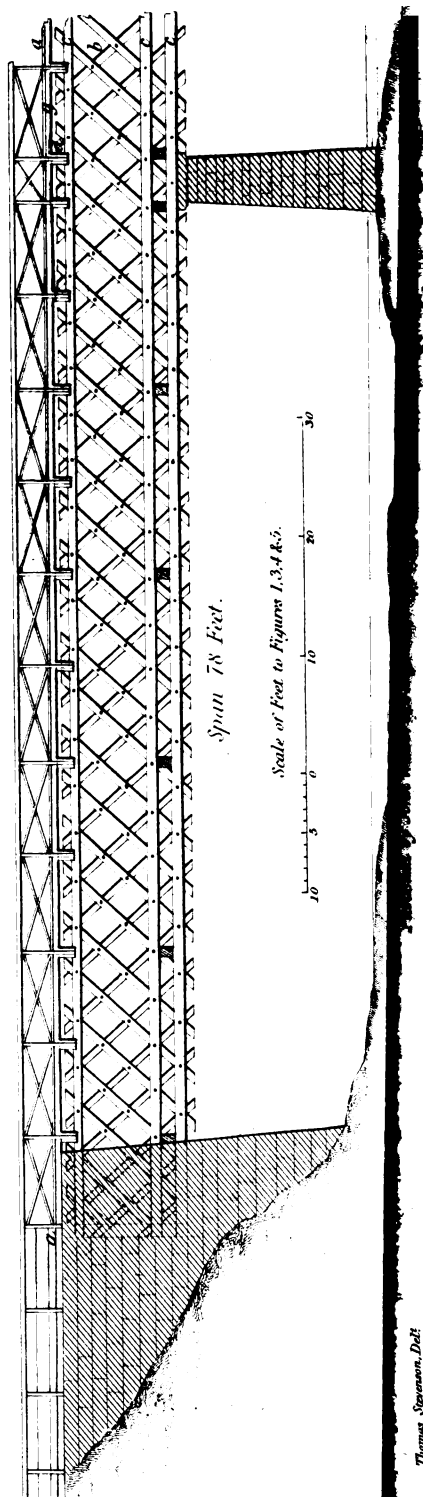 a
a
a
b
c
c
c
Span 78 Feet.
Scale of Feet to Figures 1.3.4 & 5.
10 5 0 10 20 30
Thomas Stevenson, Delt.